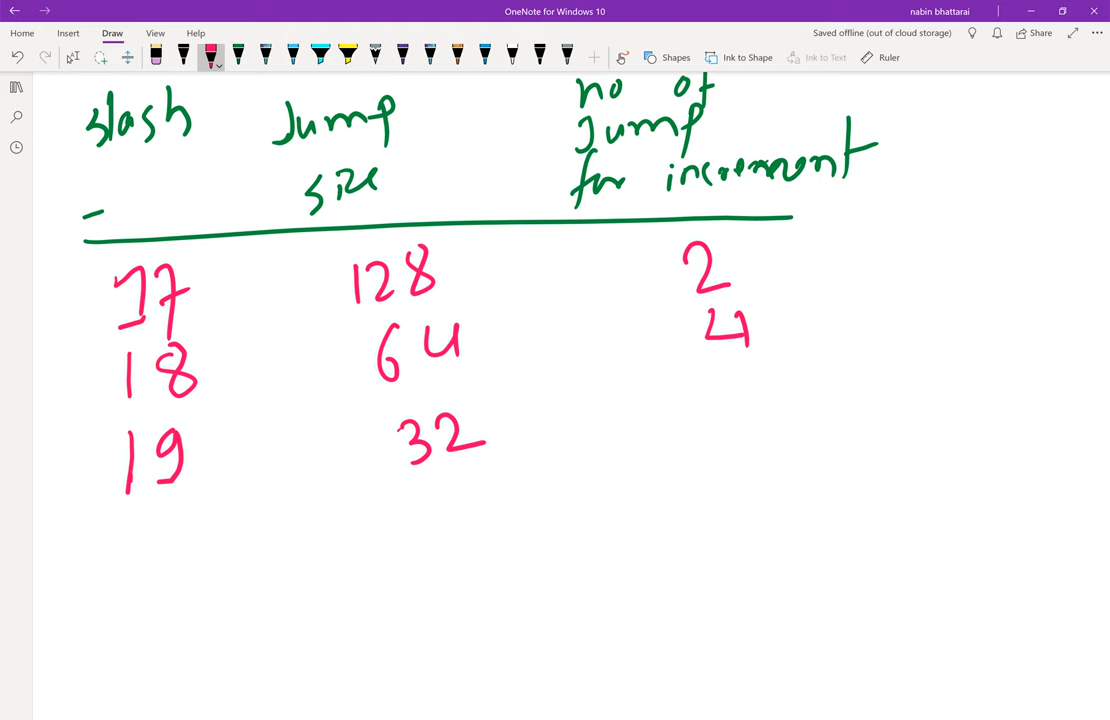 OneNote for Windows 10
nabin bhattarai
Home Insert Draw View Help
Saved offline (out of cloud storage)
Share
Shapes
Ink to Shape
Ink to Text
Ruler
slash Jump size no of Jump for increment
17 128 2
18 64 4
19 32